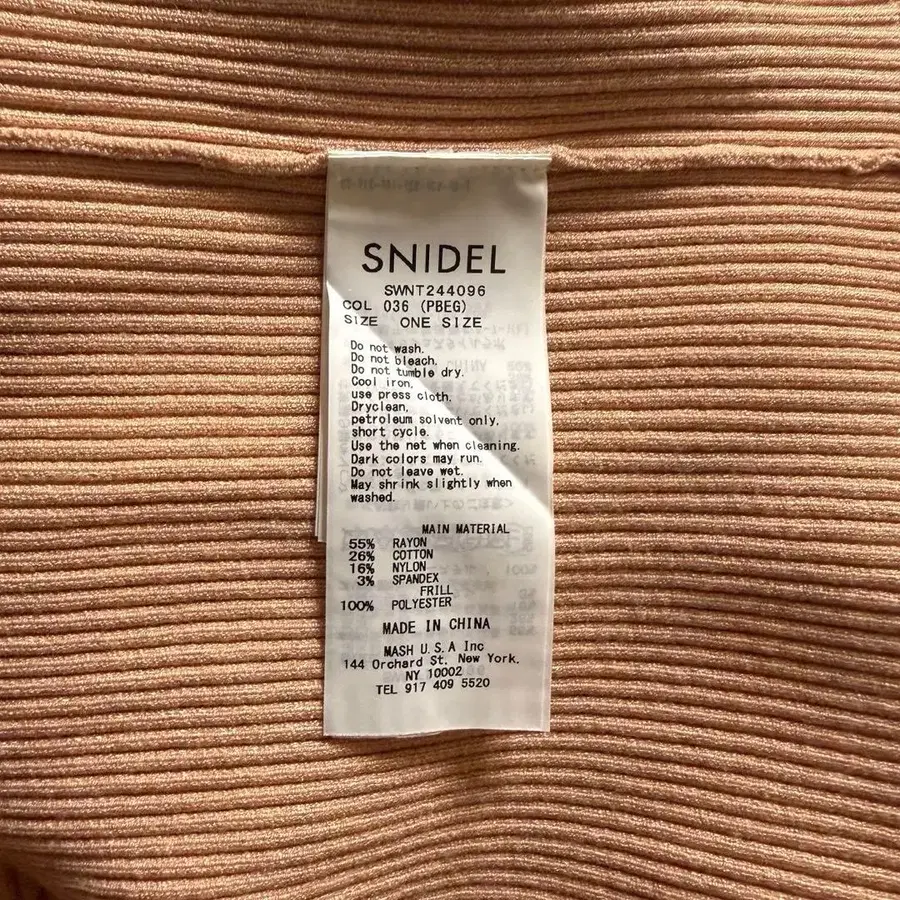 SNIDEL
SWNT244096
COL 036 (PBEG)
SIZE ONE SIZE
Do not wash.
Do not bleach.
Do not tumble dry.
Cool iron,
use press cloth.
Dryclean,
petroleum solvent only,
short cycle.
Use the net when cleaning.
Dark colors may run.
Do not leave wet.
May shrink slightly when
washed.
MAIN MATERIAL
55% RAYON
26% COTTON
16% NYLON
3% SPANDEX
FRILL
100% POLYESTER
MADE IN CHINA
MASH U.S.A Inc
144 Orchard St. New York.
NY 10002
TEL 917 409 5520